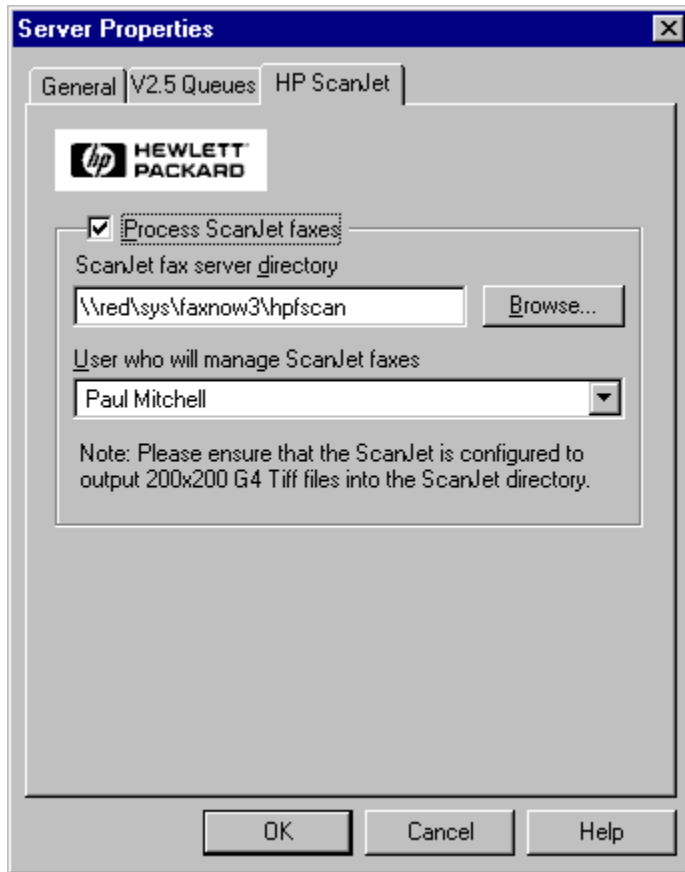 Server Properties
General V2.5 Queues HP ScanJet
hp HEWLETT
PACKARD
Process ScanJet faxes
ScanJet fax server directory
\\red\sys\faxnow3\hpfscan Browse...
User who will manage ScanJet faxes
Paul Mitchell
Note: Please ensure that the ScanJet is configured to
output 200x200 G4 Tiff files into the ScanJet directory.
OK Cancel Help